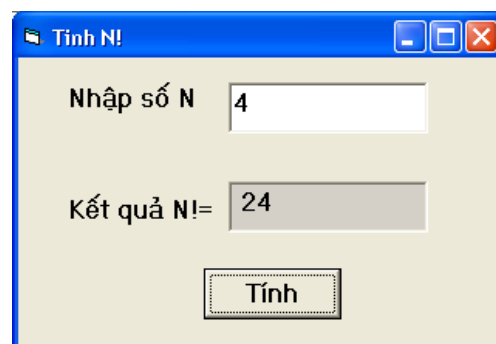 Tinh N!
Nhập số N 4
Kết quả N!= 24
Tính